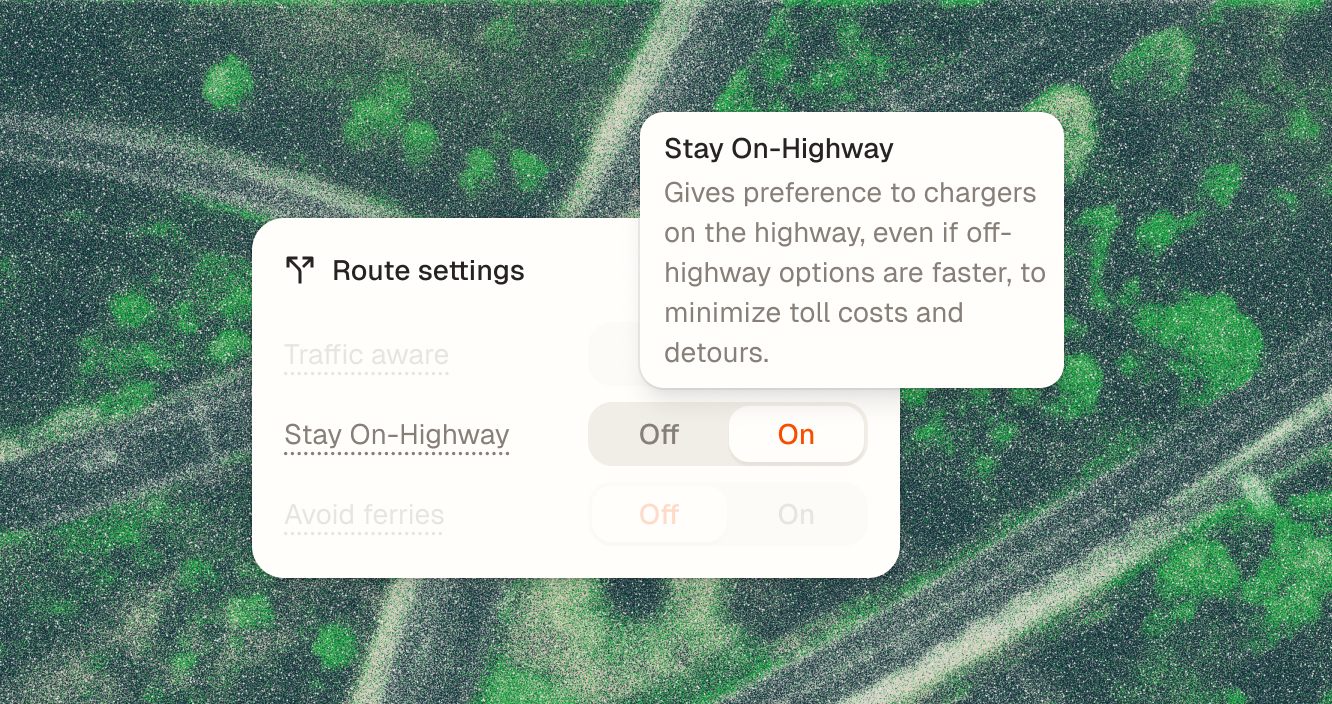 Stay On-Highway
Gives preference to chargers
on the highway, even if off-
highway options are faster, to
minimize toll costs and
detours.
Route settings
Traffic aware
Stay On-Highway Off On
Avoid ferries Off On